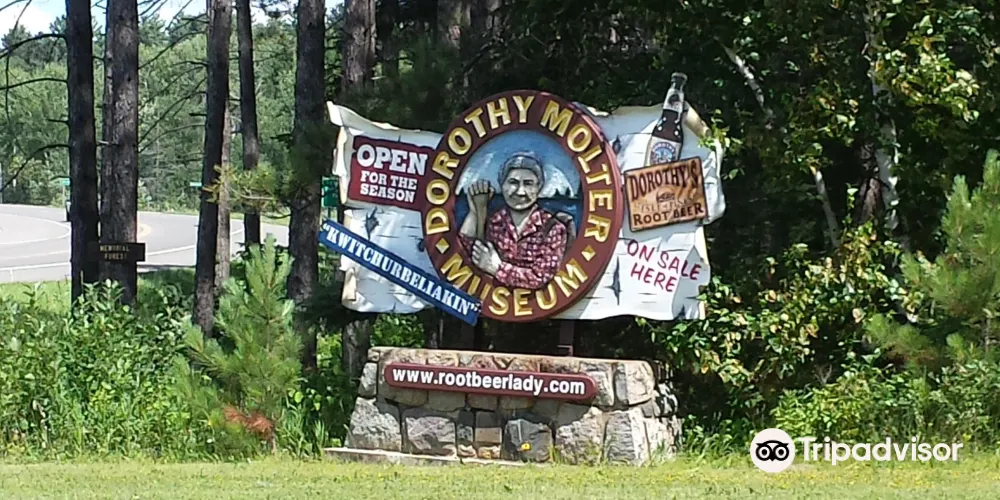 OPEN
FOR THE
SEASON
DOROTHY MOLTER
MUSEUM
"KWITCHURBELIAKIN"
DOROTHY'S
ROOT BEER
ON SALE
HERE
www.rootbeerlady.com
MEMORIAL
FOREST
Tripadvisor